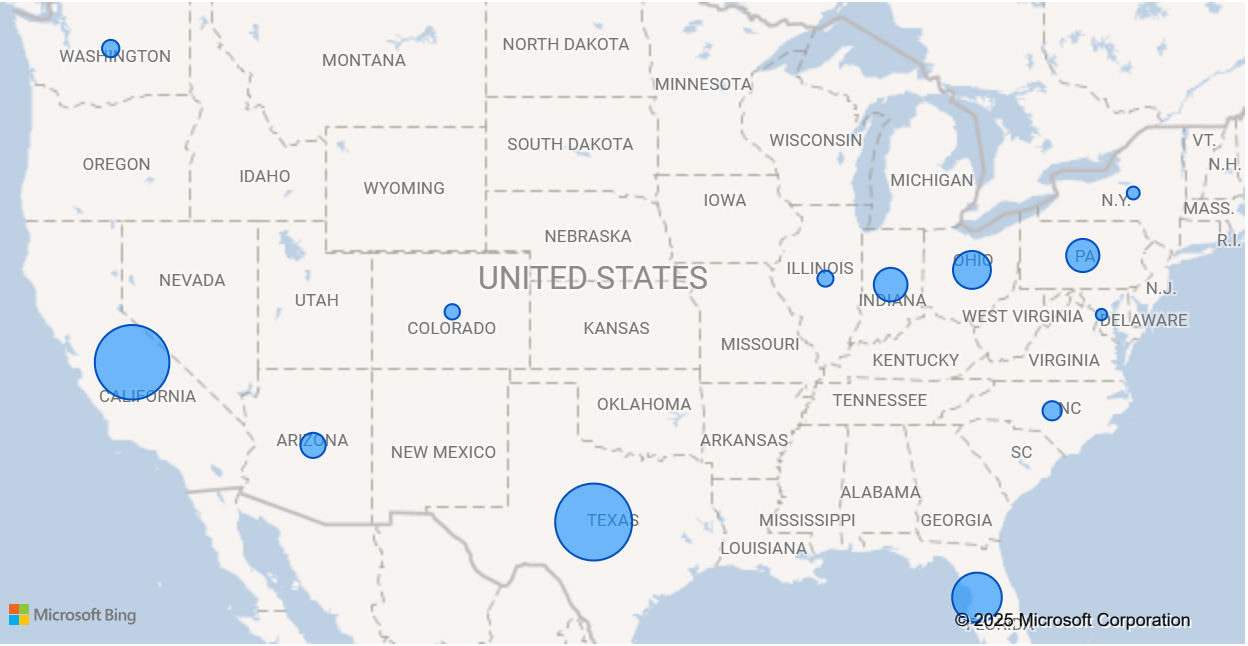 NORTH DAKOTA
WASHINGTON
MONTANA
MINNESOTA
WISCONSIN
VT.
SOUTH DAKOTA
OREGON
N.H.
IDAHO
MICHIGAN
WYOMING
IOWA
N.Y.
MASS.
NEBRASKA
R.I.
OHIO
PA
ILLINOIS
UNITED STATES
NEVADA
N.J.
UTAH
INDIANA
WEST VIRGINIA
DELAWARE
COLORADO
KANSAS
MISSOURI
KENTUCKY
VIRGINIA
CALIFORNIA
TENNESSEE
OKLAHOMA
NC
ARIZONA
ARKANSAS
NEW MEXICO
SC
ALABAMA
TEXAS
MISSISSIPPI
GEORGIA
LOUISIANA
Microsoft Bing
© 2025 Microsoft Corporation
FLORIDA